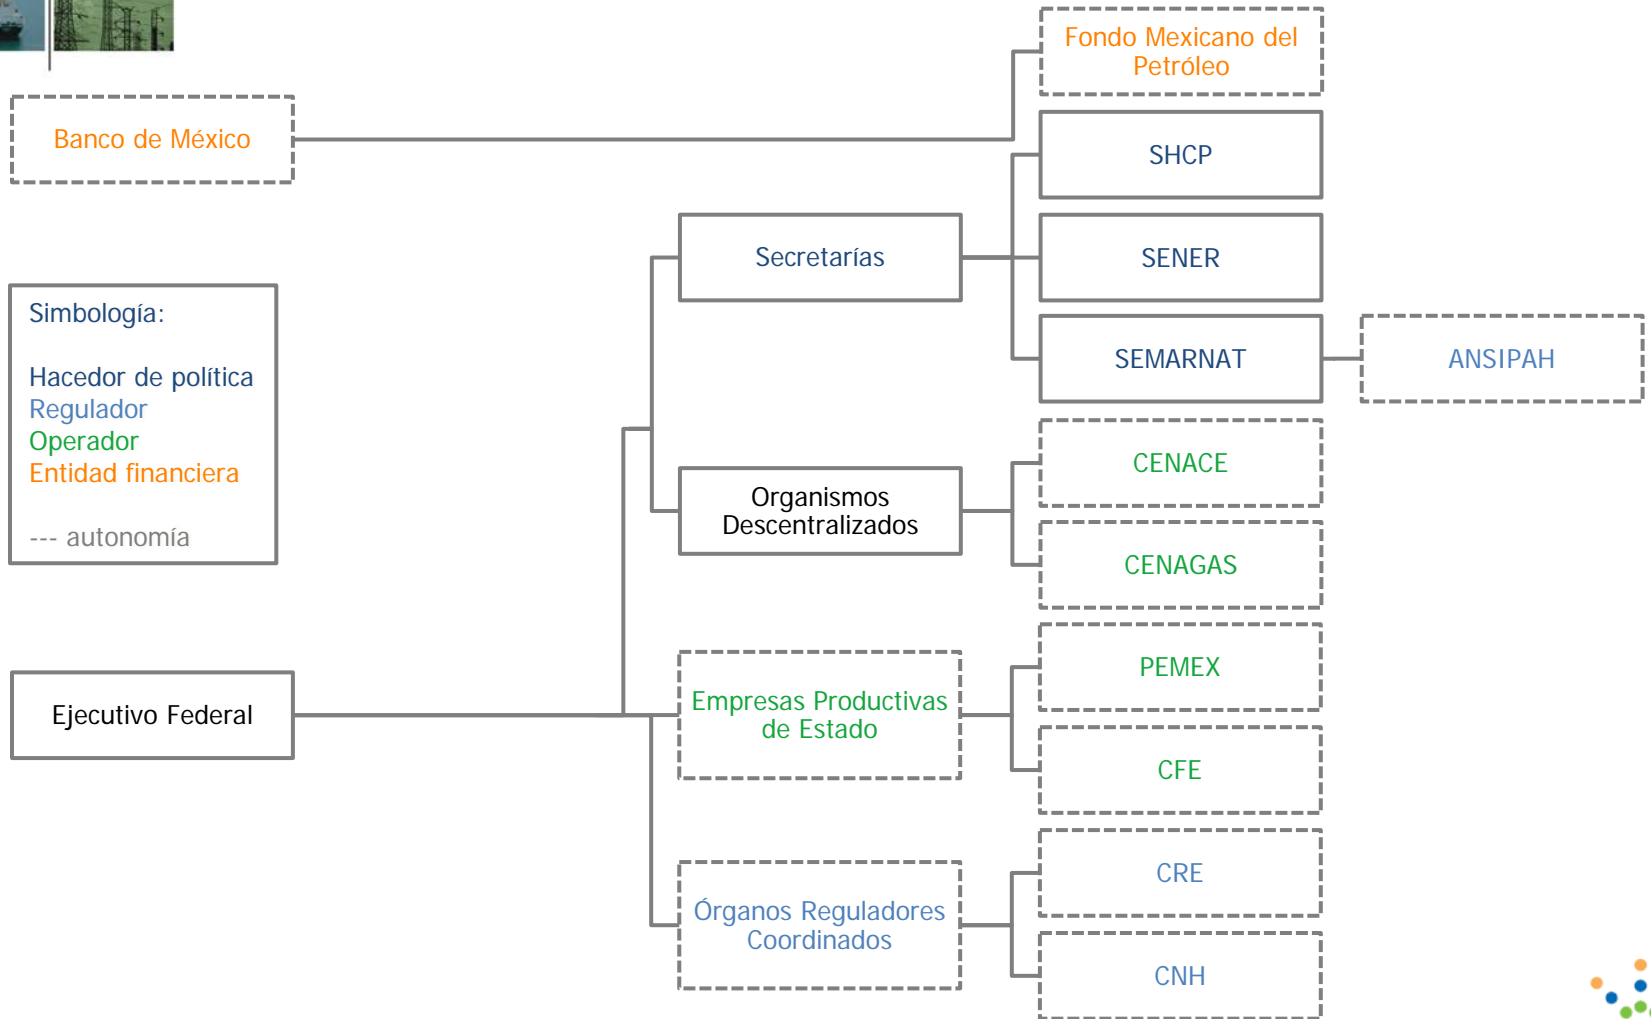 Fondo Mexicano del
Petróleo
Banco de México
SHCP
Secretarías
SENER
Simbología:
Hacedor de política
Regulador
Operador
Entidad financiera
--- autonomía
SEMARNAT
ANSIPAH
Organismos
Descentralizados
CENACE
CENAGAS
Ejecutivo Federal
Empresas Productivas
de Estado
PEMEX
CFE
Órganos Reguladores
Coordinados
CRE
CNH